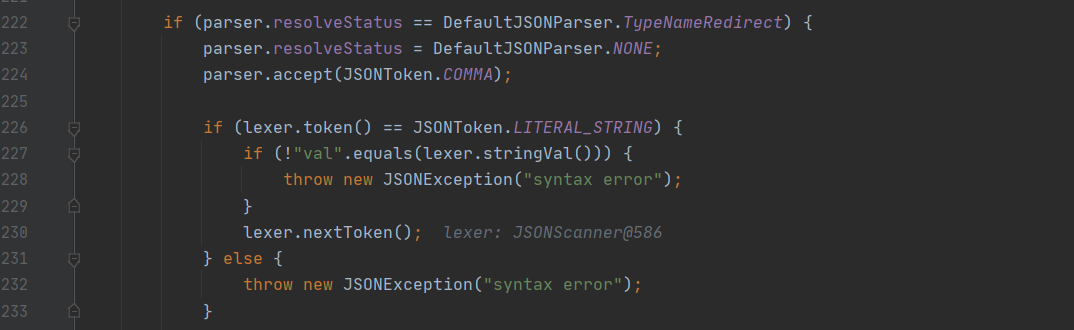 222 if (parser.resolveStatus == DefaultJSONParser.TypeNameRedirect) {
223 parser.resolveStatus = DefaultJSONParser.NONE;
224 parser.accept(JSONToken.COMMA);
225
226 if (lexer.token() == JSONToken.LITERAL_STRING) {
227 if (!"val".equals(lexer.stringVal())) {
228 throw new JSONException("syntax error");
229 }
230 lexer.nextToken(); lexer: JSONScanner@586
231 } else {
232 throw new JSONException("syntax error");
233 }